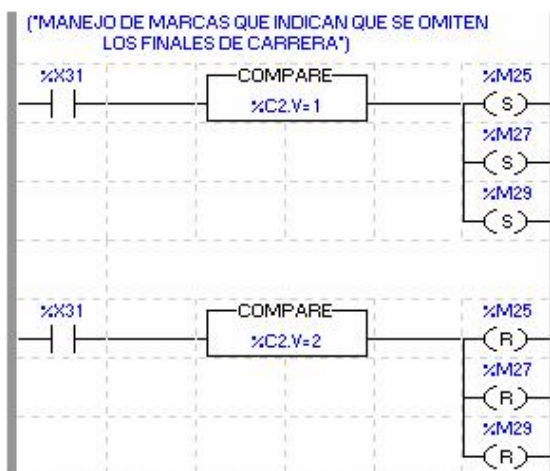 ("MANEJO DE MARCAS QUE INDICAN QUE SE OMITEN
LOS FINALES DE CARRERA")
%X31 COMPARE %M25
%C2.V=1 S
%M27
S
%M29
S
%X31 COMPARE %M25
%C2.V=2 R
%M27
R
%M29
R